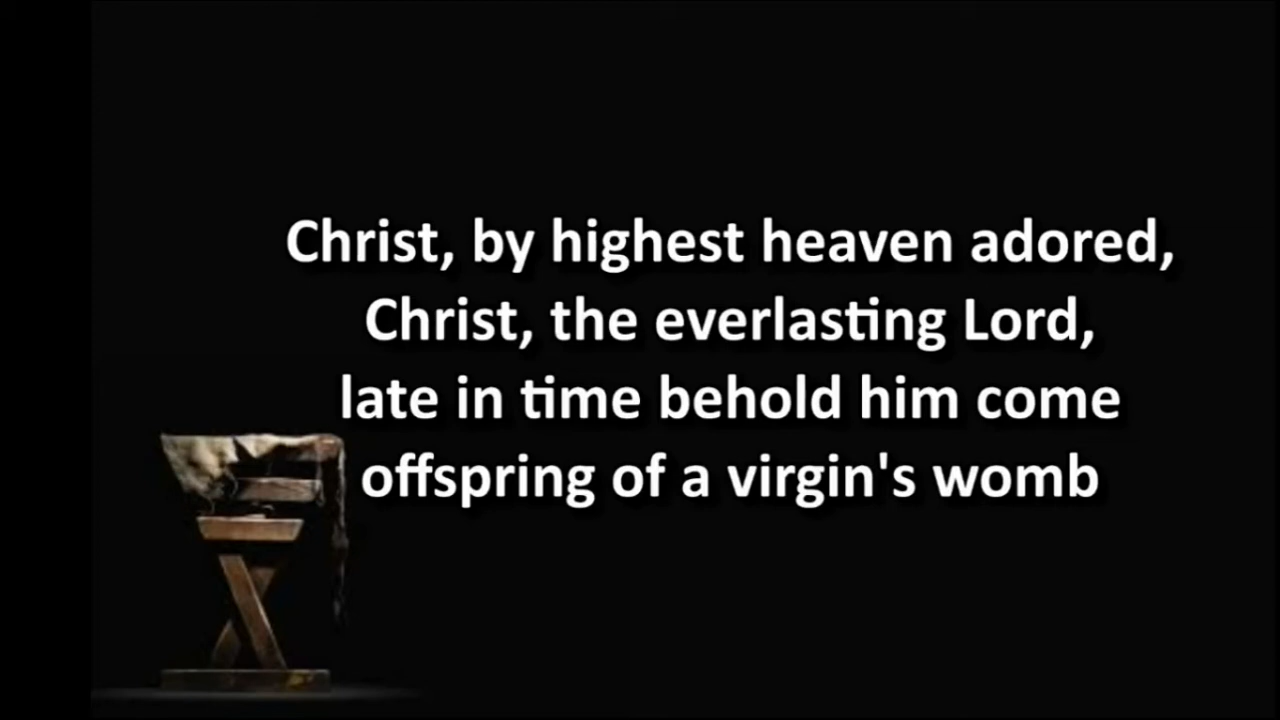 Christ, by highest heaven adored,
Christ, the everlasting Lord,
late in time behold him come
offspring of a virgin's womb